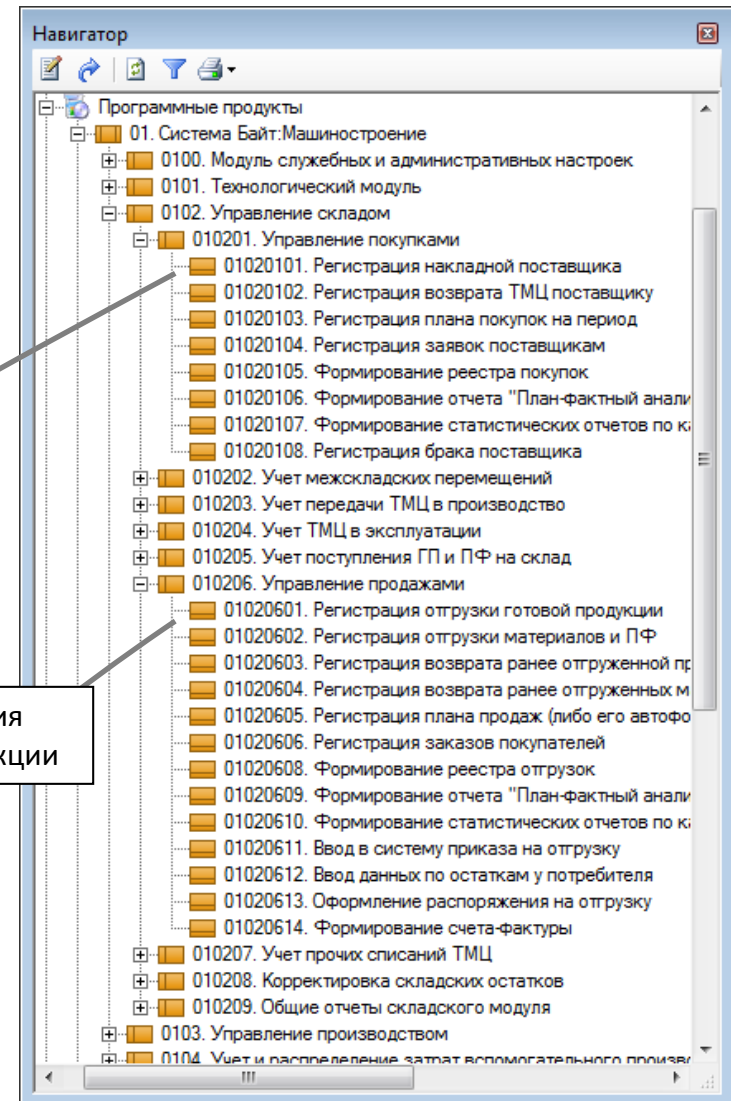 Навигатор
Программные продукты
01. Система Байт:Машиностроение
0100. Модуль служебных и административных настроек
0101. Технологический модуль
0102. Управление складом
010201. Управление покупками
01020101. Регистрация накладной поставщика
01020102. Регистрация возврата ТМЦ поставщику
01020103. Регистрация плана покупок на период
01020104. Регистрация заявок поставщикам
01020105. Формирование реестра покупок
01020106. Формирование отчета "План-фактный анали
01020107. Формирование статистических отчетов по ка
01020108. Регистрация брака поставщика
010202. Учет межскладских перемещений
010203. Учет передачи ТМЦ в производство
010204. Учет ТМЦ в эксплуатации
010205. Учет поступления ГП и ПФ на склад
010206. Управление продажами
01020601. Регистрация отгрузки готовой продукции
01020602. Регистрация отгрузки материалов и ПФ
01020603. Регистрация возврата ранее отгруженной пр
01020604. Регистрация возврата ранее отгруженных м
ия
01020605. Регистрация плана продаж (либо его автофо
01020606. Регистрация заказов покупателей
кции
01020608. Формирование реестра отгрузок
01020609. Формирование отчета "План-фактный анали
01020610. Формирование статистических отчетов по ка
01020611. Ввод в систему приказа на отгрузку
01020612. Ввод данных по остаткам у потребителя
01020613. Оформление распоряжения на отгрузку
01020614. Формирование счета-фактуры
010207. Учет прочих списаний ТМЦ
010208. Корректировка складских остатков
010209. Общие отчеты складского модуля
0103. Управление производством
0104. Учет и распределение затрат вспомогательного произво